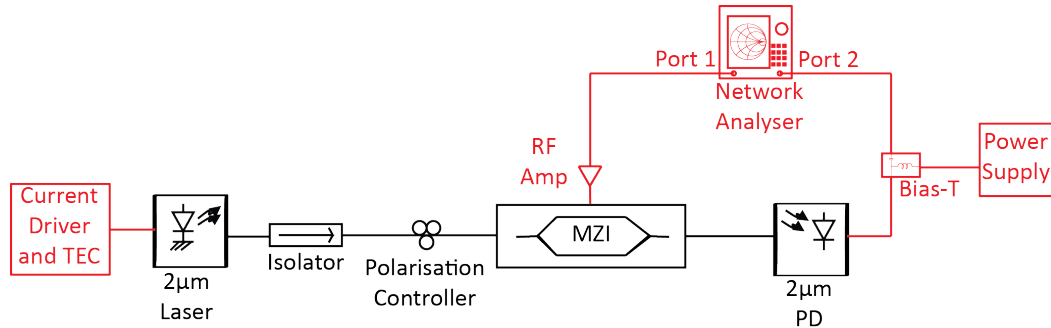 Port 1
Port 2
Network
Analyser
RF
Amp
Power
Supply
Bias-T
Current
Driver
and TEC
2µm
Laser
Isolator
Polarisation
Controller
MZI
2µm
PD